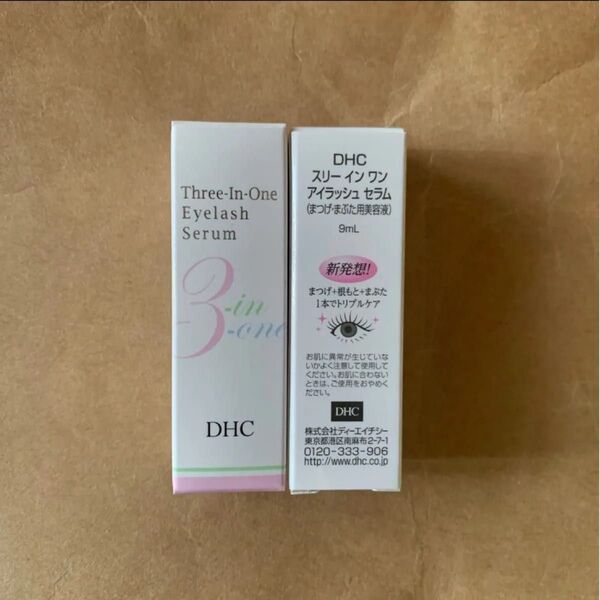 Three-In-One
Eyelash
Serum
3-in
-one
DHC
DHC
スリー イン ワン
アイラッシュ セラム
(まつげ・まぶた用美容液)
9mL
新発想!!
まつげ+根もと+まぶた
1本でトリプルケア
お肌に異常が生じていな
いかよく注意して使用して
ください。お肌に合わない
ときは、ご使用をおやめく
ださい。
DHC
株式会社ディーエイチシー
東京都港区南麻布2-7-1
0120-333-906
http://www.dhc.co.jp